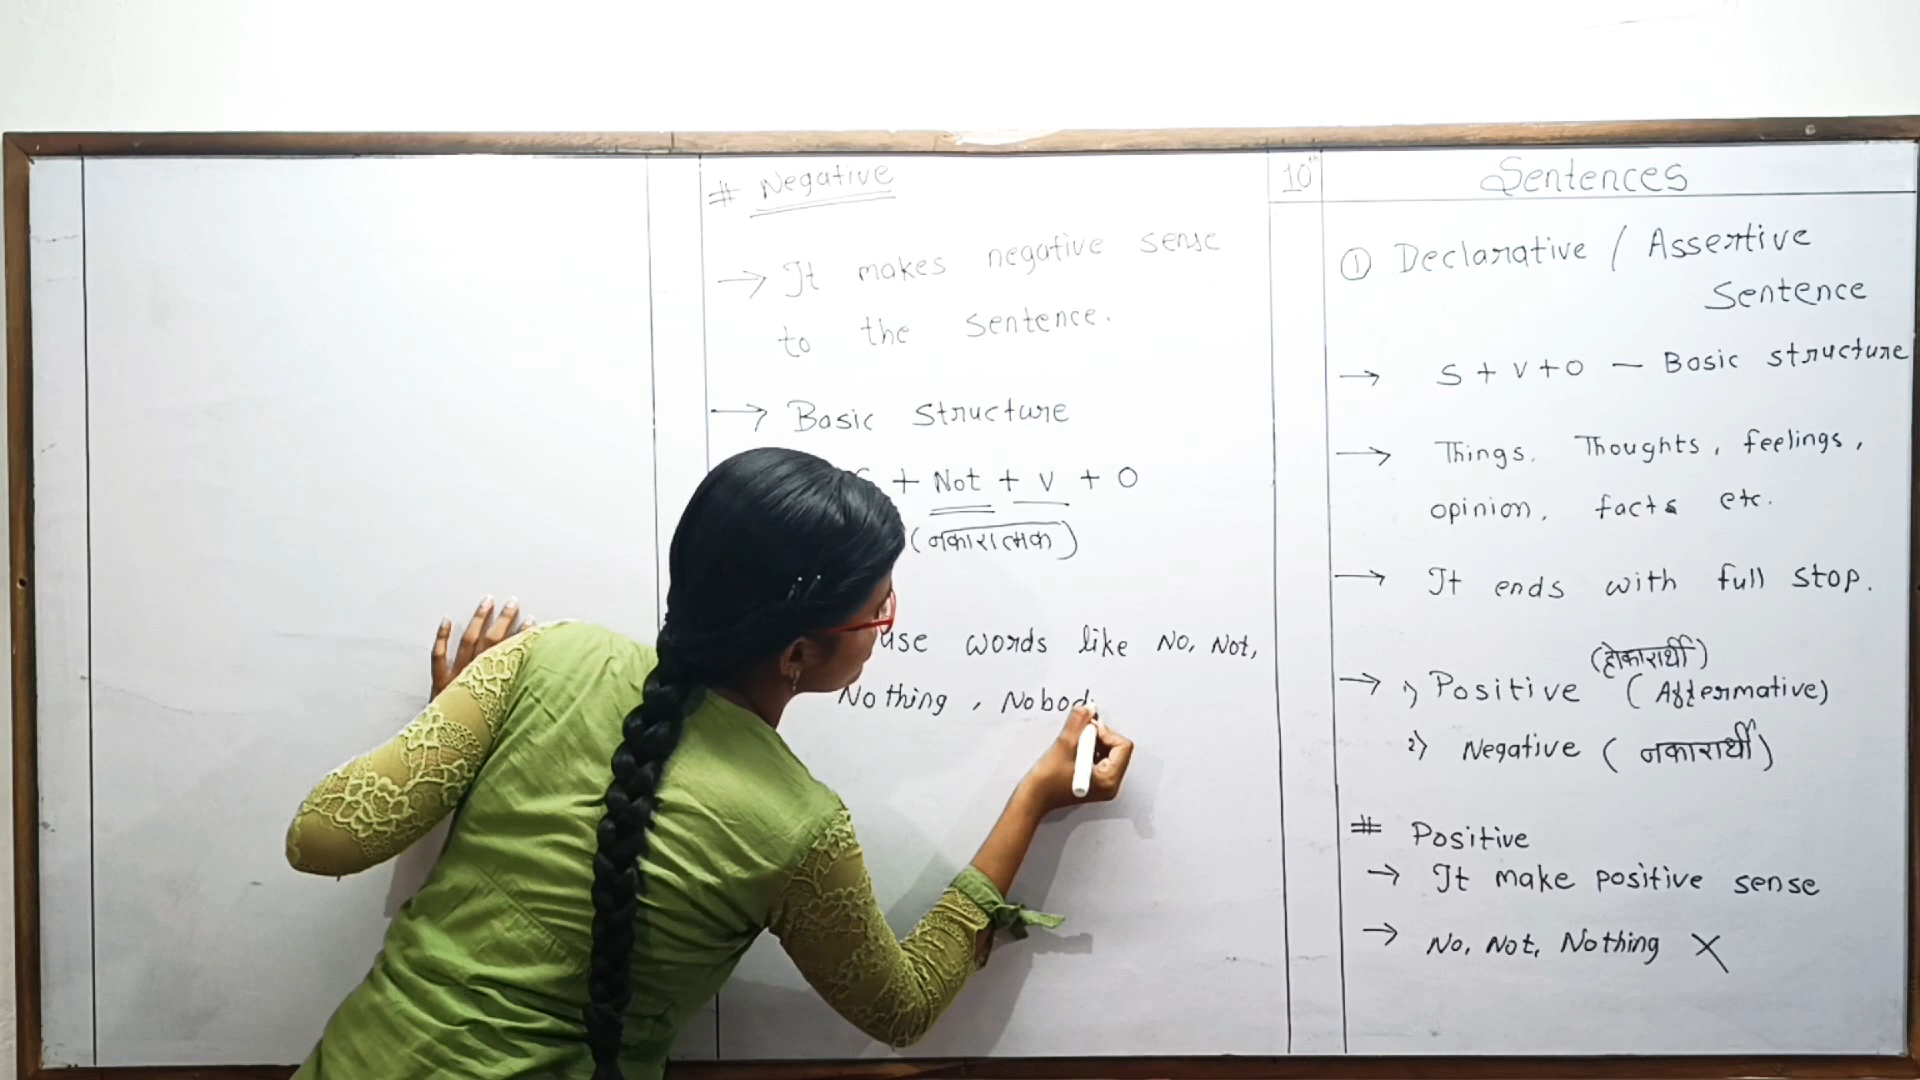 10th
Sentences
① Declarative / Assertive
Sentence
→ S + V + O — Basic structure
→ Things, Thoughts, feelings,
opinion, facts etc.
→ It ends with full stop.
(होकारार्थी)
→ 1) Positive (Affermative)
2) Negative (नकारार्थी)
# Positive
→ It make positive sense
→ No, Not, Nothing X
# Negative
→ It makes negative sense
to the sentence.
→ Basic Structure
+ Not + V + O
(नकारात्मक)
use words like No, Not,
Nothing, Nobod